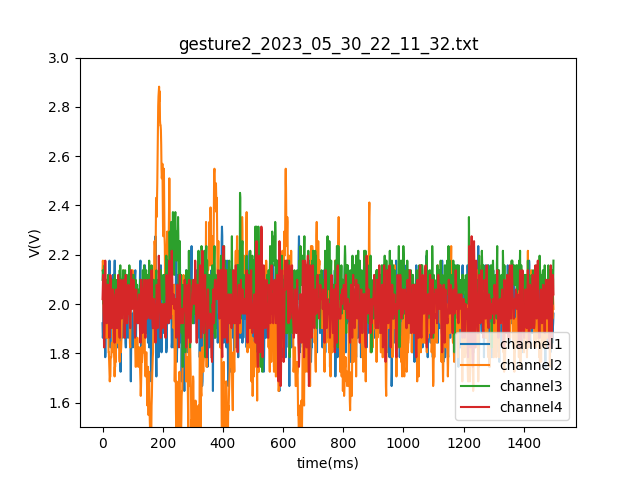 gesture2_2023_05_30_22_11_32.txt
3.0
2.8
2.6
2.4
2.2
2.0
1.8
1.6
V(V)
channel1
channel2
channel3
channel4
0 200 400 600 800 1000 1200 1400
time(ms)